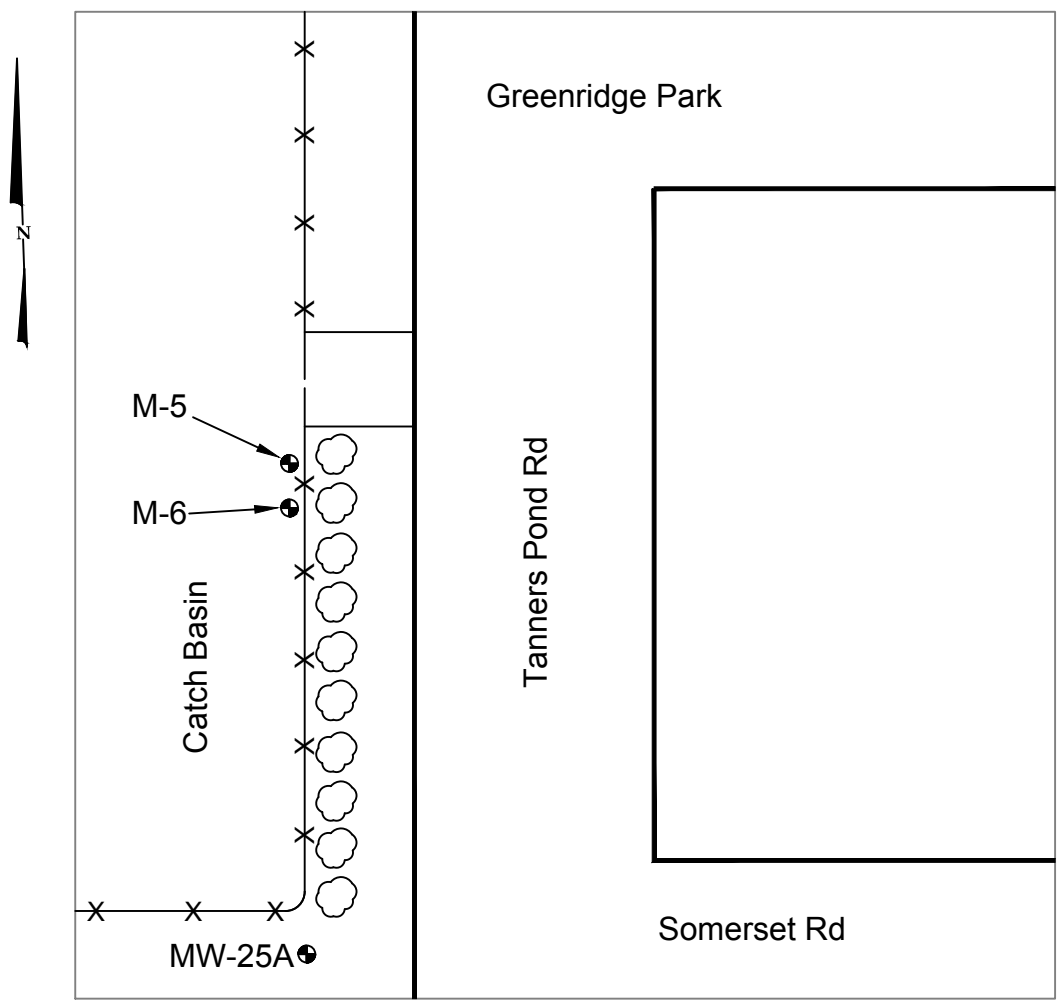 Greenridge Park
N
M-5
M-6
Tanners Pond Rd
Catch Basin
Somerset Rd
MW-25A